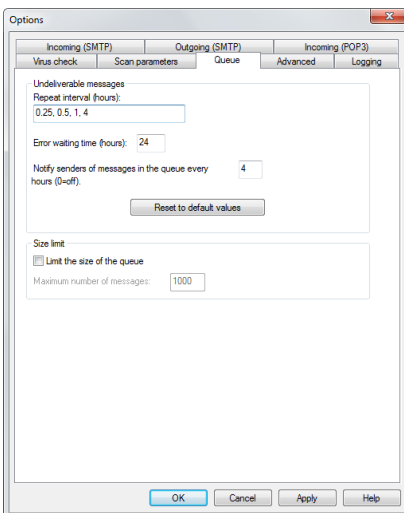 Options
Incoming (SMTP) Outgoing (SMTP) Incoming (POP3)
Virus check Scan parameters Queue Advanced Logging
Undeliverable messages
Repeat interval (hours):
0.25, 0.5, 1, 4
Error waiting time (hours): 24
Notify senders of messages in the queue every 4
hours (0=off).
Reset to default values
Size limit
Limit the size of the queue
Maximum number of messages: 1000
OK Cancel Apply Help